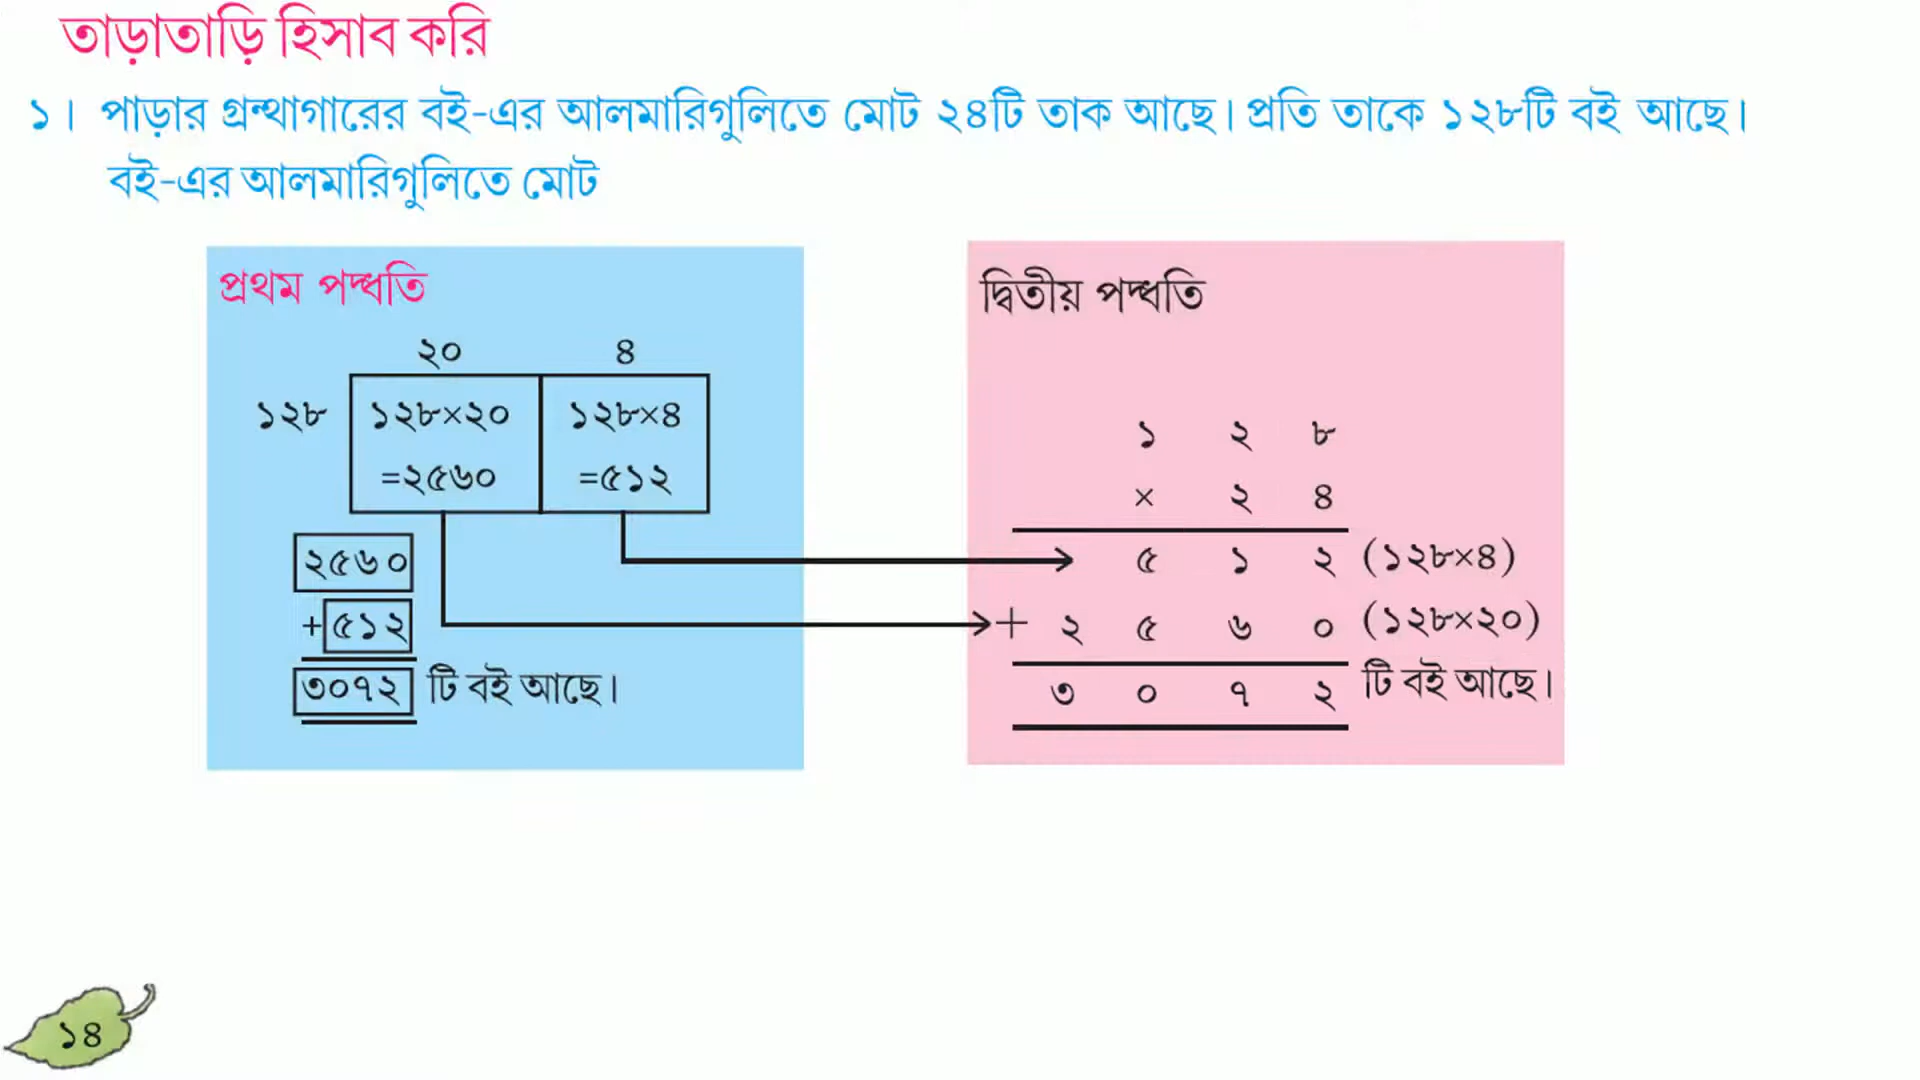 তাড়াতাড়ি হিসাব করি
১। পাড়ার গ্রন্থাগারের বই-এর আলমারিগুলিতে মোট ২৪টি তাক আছে। প্রতি তাকে ১২৮টি বই আছে।
বই-এর আলমারিগুলিতে মোট
প্রথম পদ্ধতি
২০ ৪
১২৮ ১২৮×২০ ১২৮×৪
=২৫৬০ =৫১২
২৫৬০
+৫১২
৩০৭২ টি বই আছে।
দ্বিতীয় পদ্ধতি
১ ২ ৮
× ২ ৪
৫ ১ ২ (১২৮×৪)
+ ২ ৫ ৬ ০ (১২৮×২০)
৩ ০ ৭ ২ টি বই আছে।
১৪